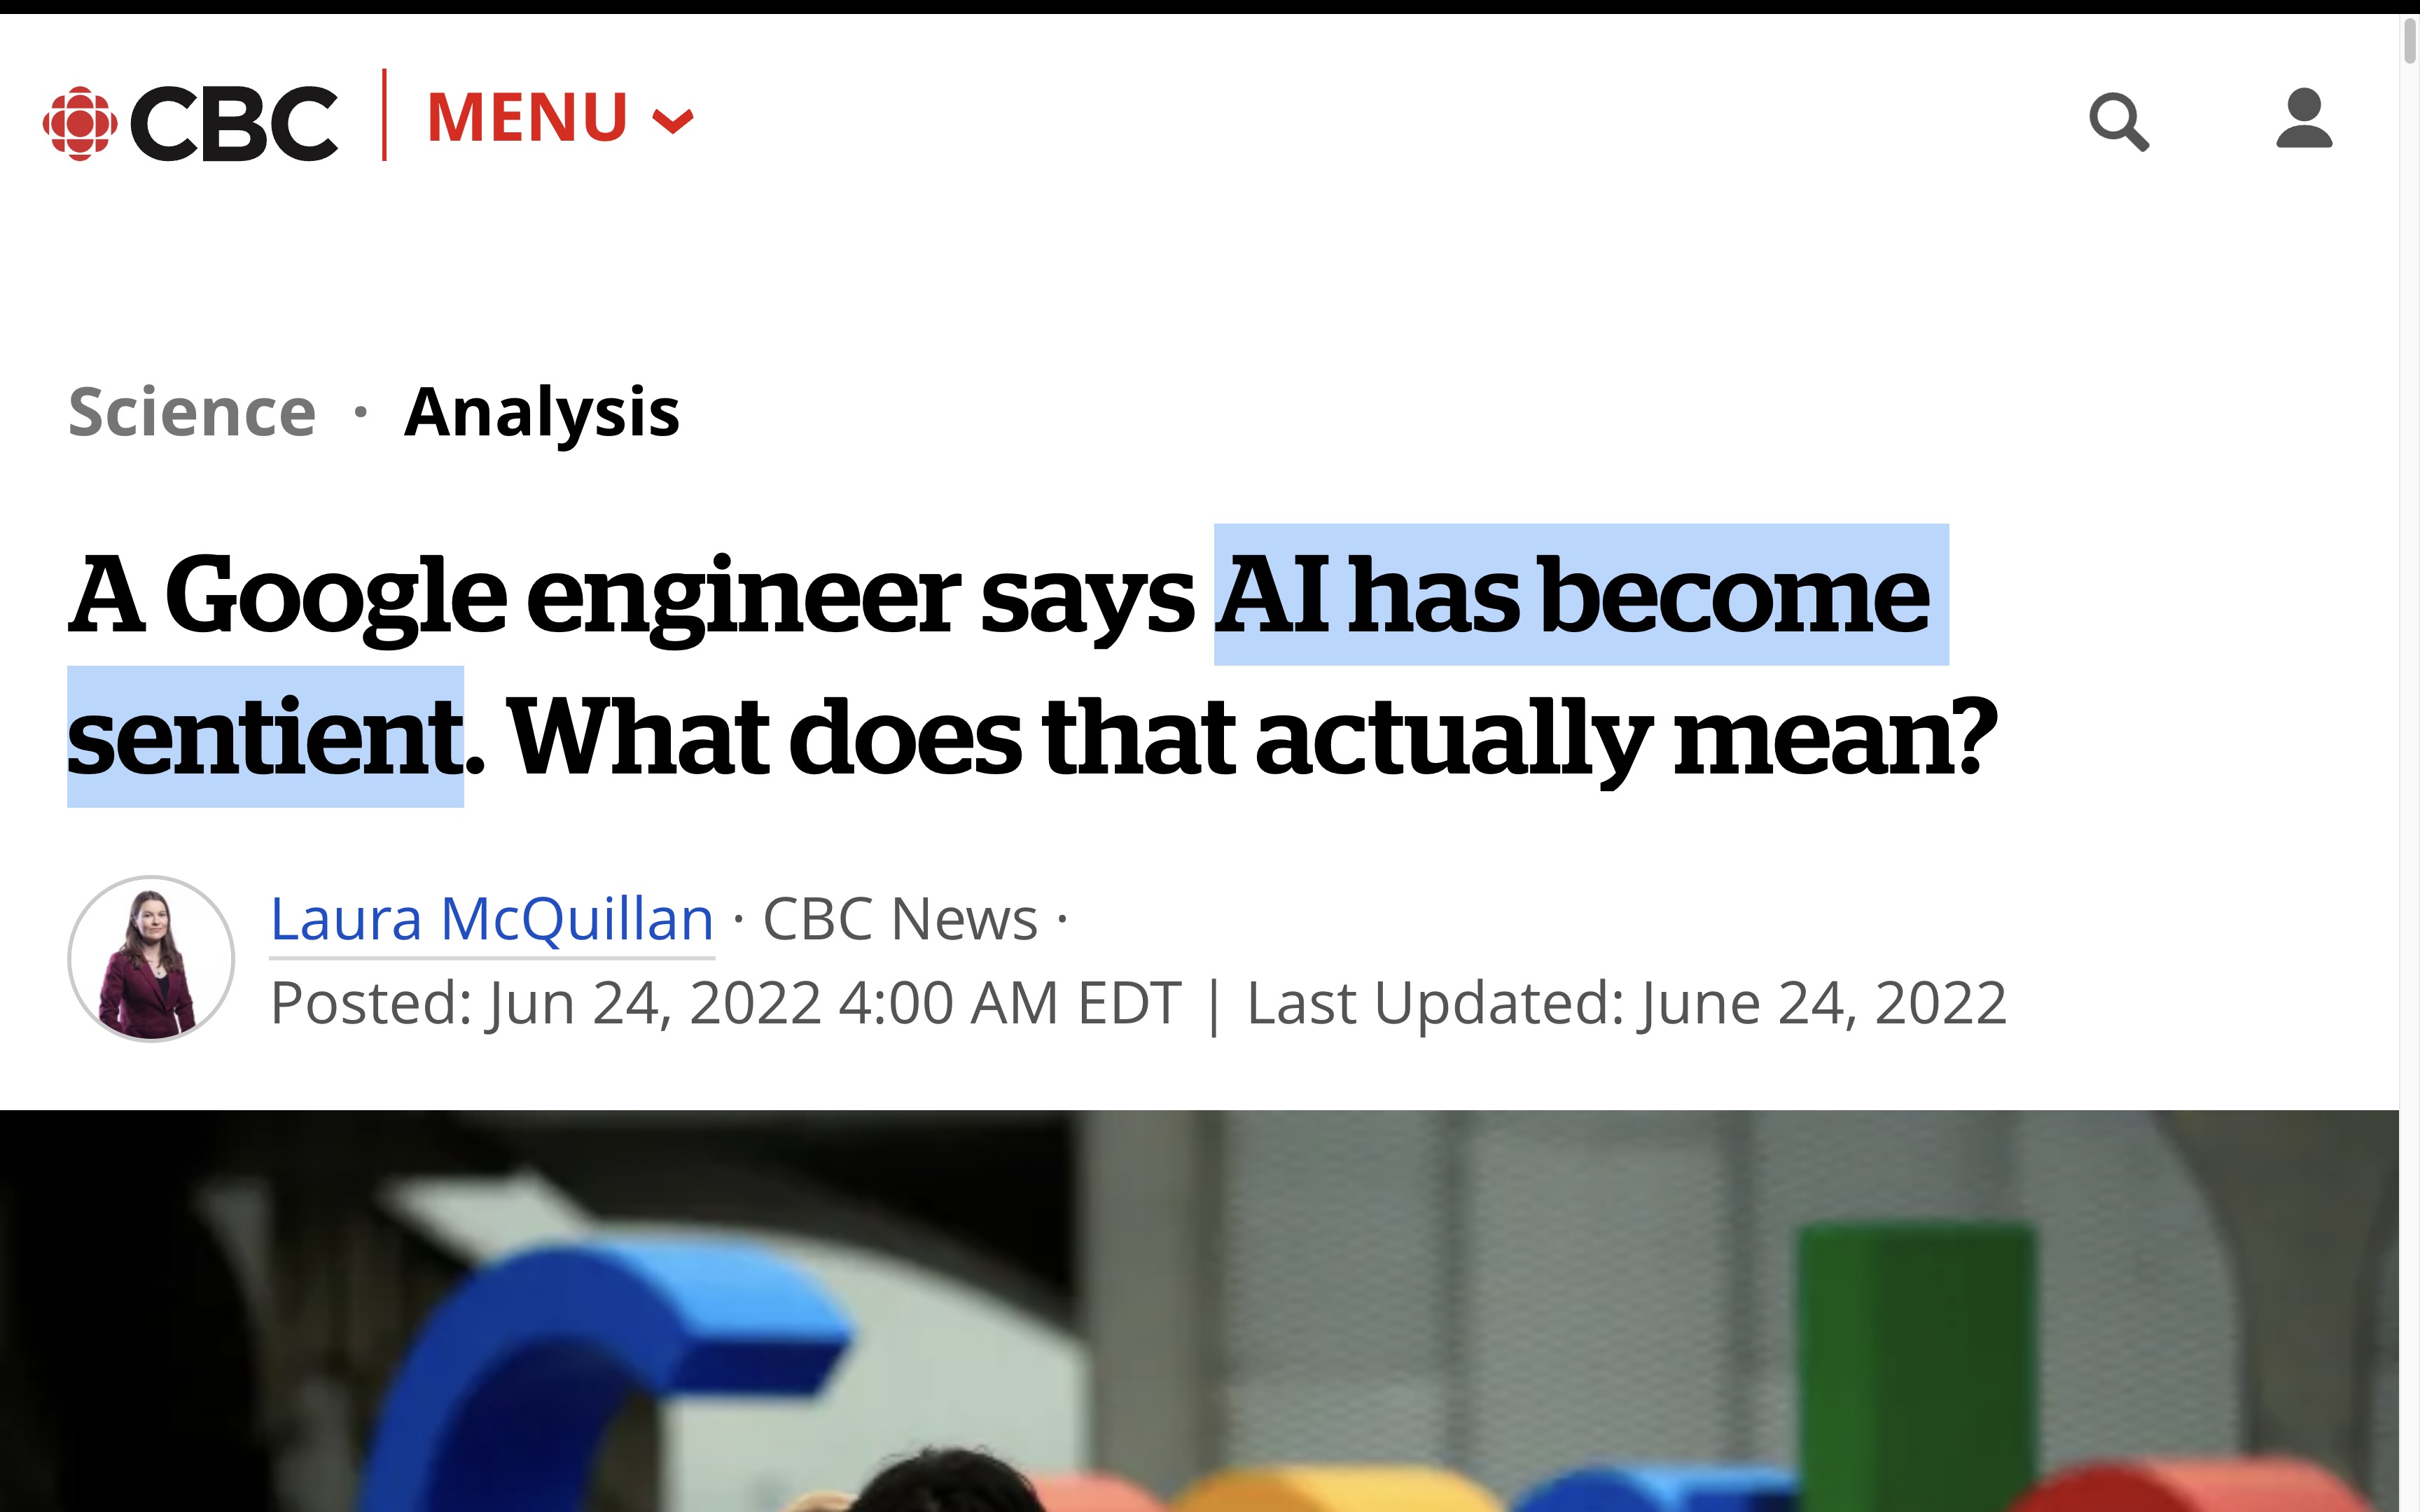 CBC MENU
Science · Analysis
A Google engineer says AI has become
sentient. What does that actually mean?
Laura McQuillan · CBC News ·
Posted: Jun 24, 2022 4:00 AM EDT | Last Updated: June 24, 2022